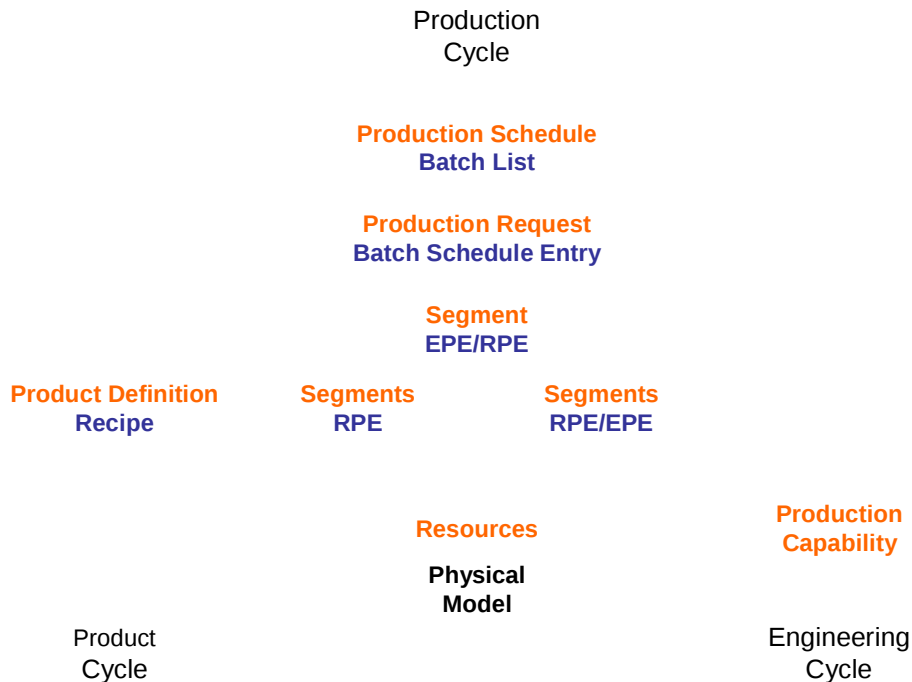 Production
Cycle
Production Schedule
Batch List
Production Request
Batch Schedule Entry
Segment
EPE/RPE
Product Definition
Recipe
Segments
RPE
Segments
RPE/EPE
Resources
Physical
Model
Production
Capability
Product
Cycle
Engineering
Cycle